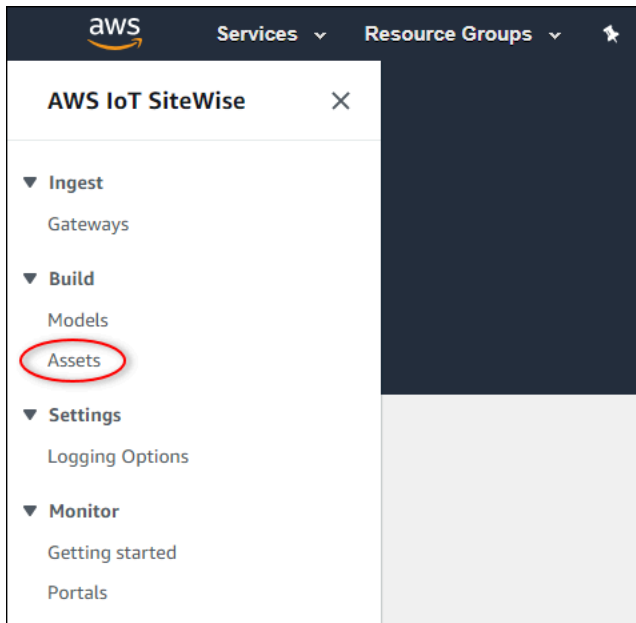 aws Services Resource Groups
AWS IoT SiteWise
Ingest
Gateways
Build
Models
Assets
Settings
Logging Options
Monitor
Getting started
Portals